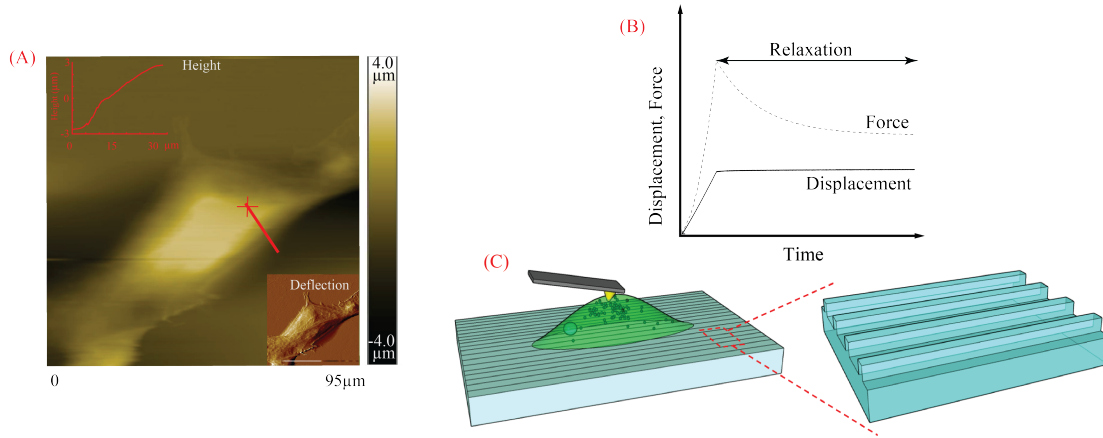 (A)
Height
4.0
µm
Deflection
-4.0
µm
0
95µm
(B)
Relaxation
Force
Displacement
Displacement, Force
Time
(C)